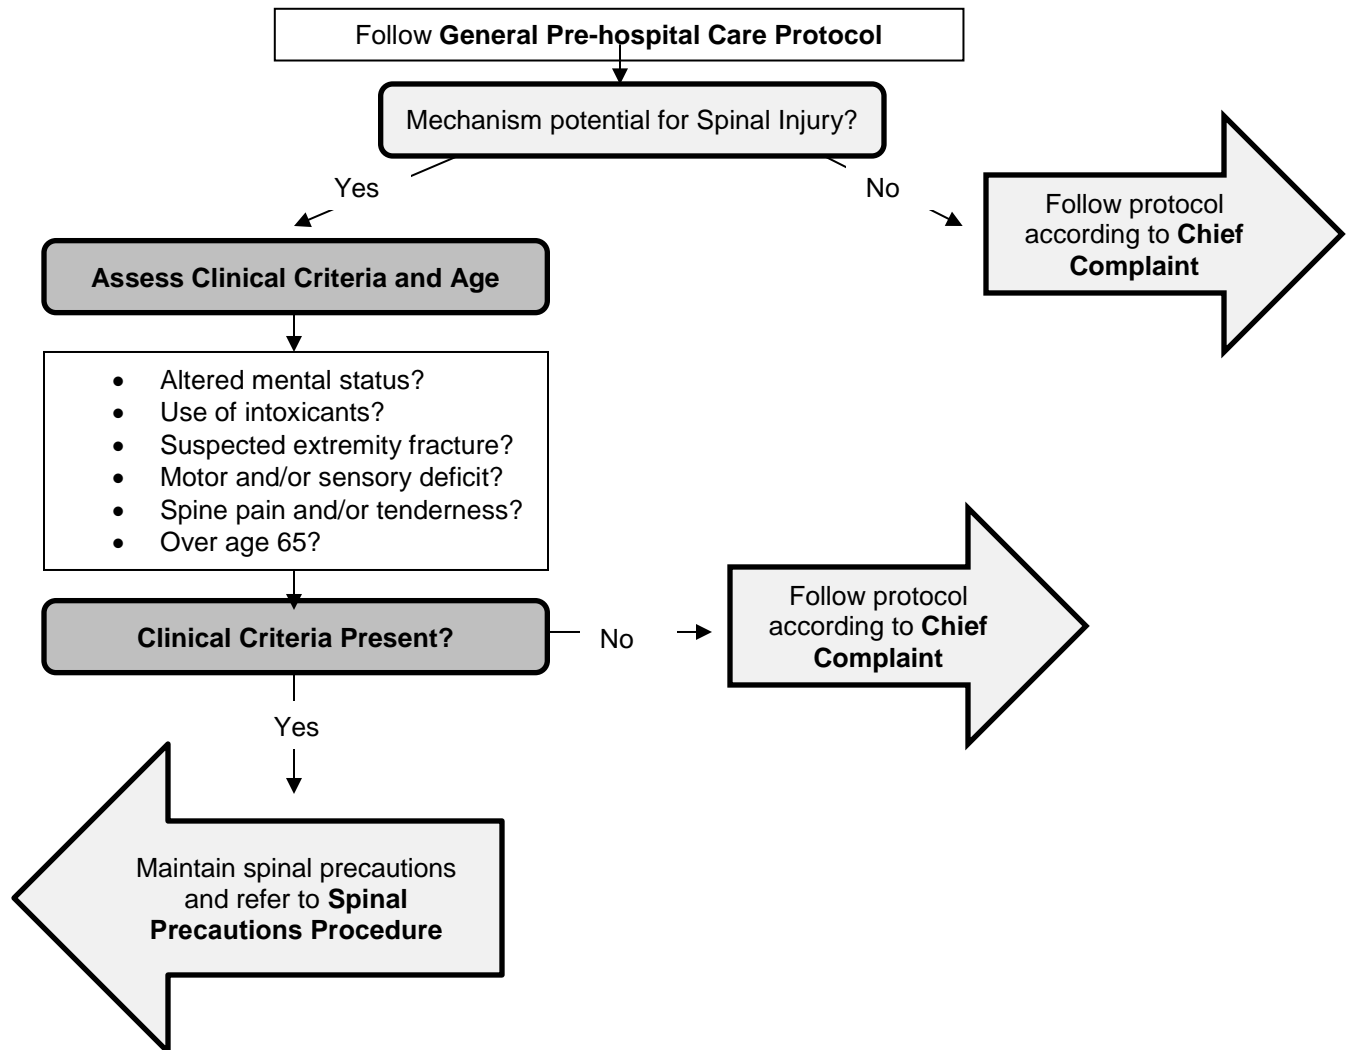 Follow General Pre-hospital Care Protocol
Mechanism potential for Spinal Injury?
Yes
No
Follow protocol
according to Chief
Complaint
Assess Clinical Criteria and Age
• Altered mental status?
• Use of intoxicants?
• Suspected extremity fracture?
• Motor and/or sensory deficit?
• Spine pain and/or tenderness?
• Over age 65?
Clinical Criteria Present?
No
Follow protocol
according to Chief
Complaint
Yes
Maintain spinal precautions
and refer to Spinal
Precautions Procedure